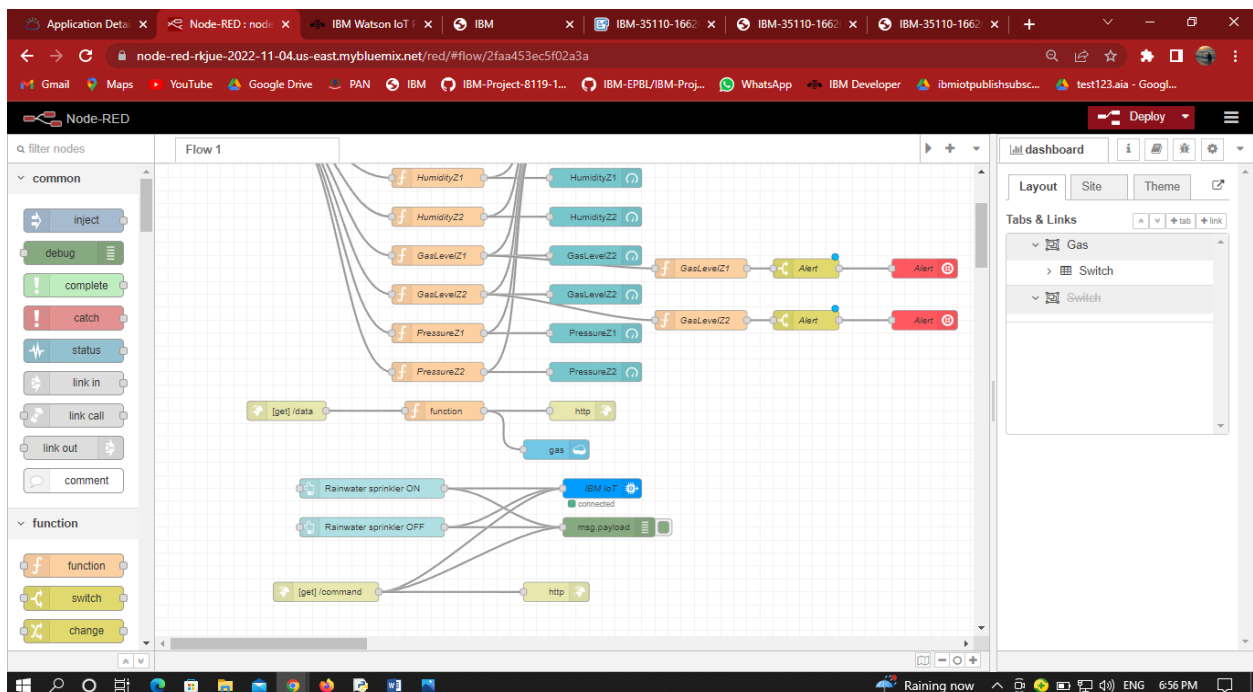 Application Detai
Node-RED : node
IBM Watson IoT P
IBM
IBM-35110-1662
IBM-35110-1662
IBM-35110-1662
node-red-rkjue-2022-11-04.us-east.mybluemix.net/red/#flow/2faa453ec5f02a3a
Gmail
Maps
YouTube
Google Drive
PAN
IBM
IBM-Project-8119-1...
IBM-EPBL/IBM-Proj...
WhatsApp
IBM Developer
ibmiotpublishsubsc...
test123.aia - Googl...
Node-RED
Deploy
filter nodes
Flow 1
dashboard
common
inject
debug
complete
catch
status
link in
link call
link out
comment
function
function
switch
change
HumidityZ1
HumidityZ1
HumidityZ2
HumidityZ2
GasLevelZ1
GasLevelZ2
GasLevelZ1
Alert
Alert
GasLevelZ2
GasLevelZ2
GasLevelZ2
Alert
Alert
PressureZ1
PressureZ1
PressureZ2
PressureZ2
[get] /data
function
http
gas
Rainwater sprinkler ON
IBM IoT
connected
Rainwater sprinkler OFF
msg.payload
[get] /command
http
Layout
Site
Theme
Tabs & Links
+tab
+link
Gas
Switch
Switch
Raining now
ENG
6:56 PM